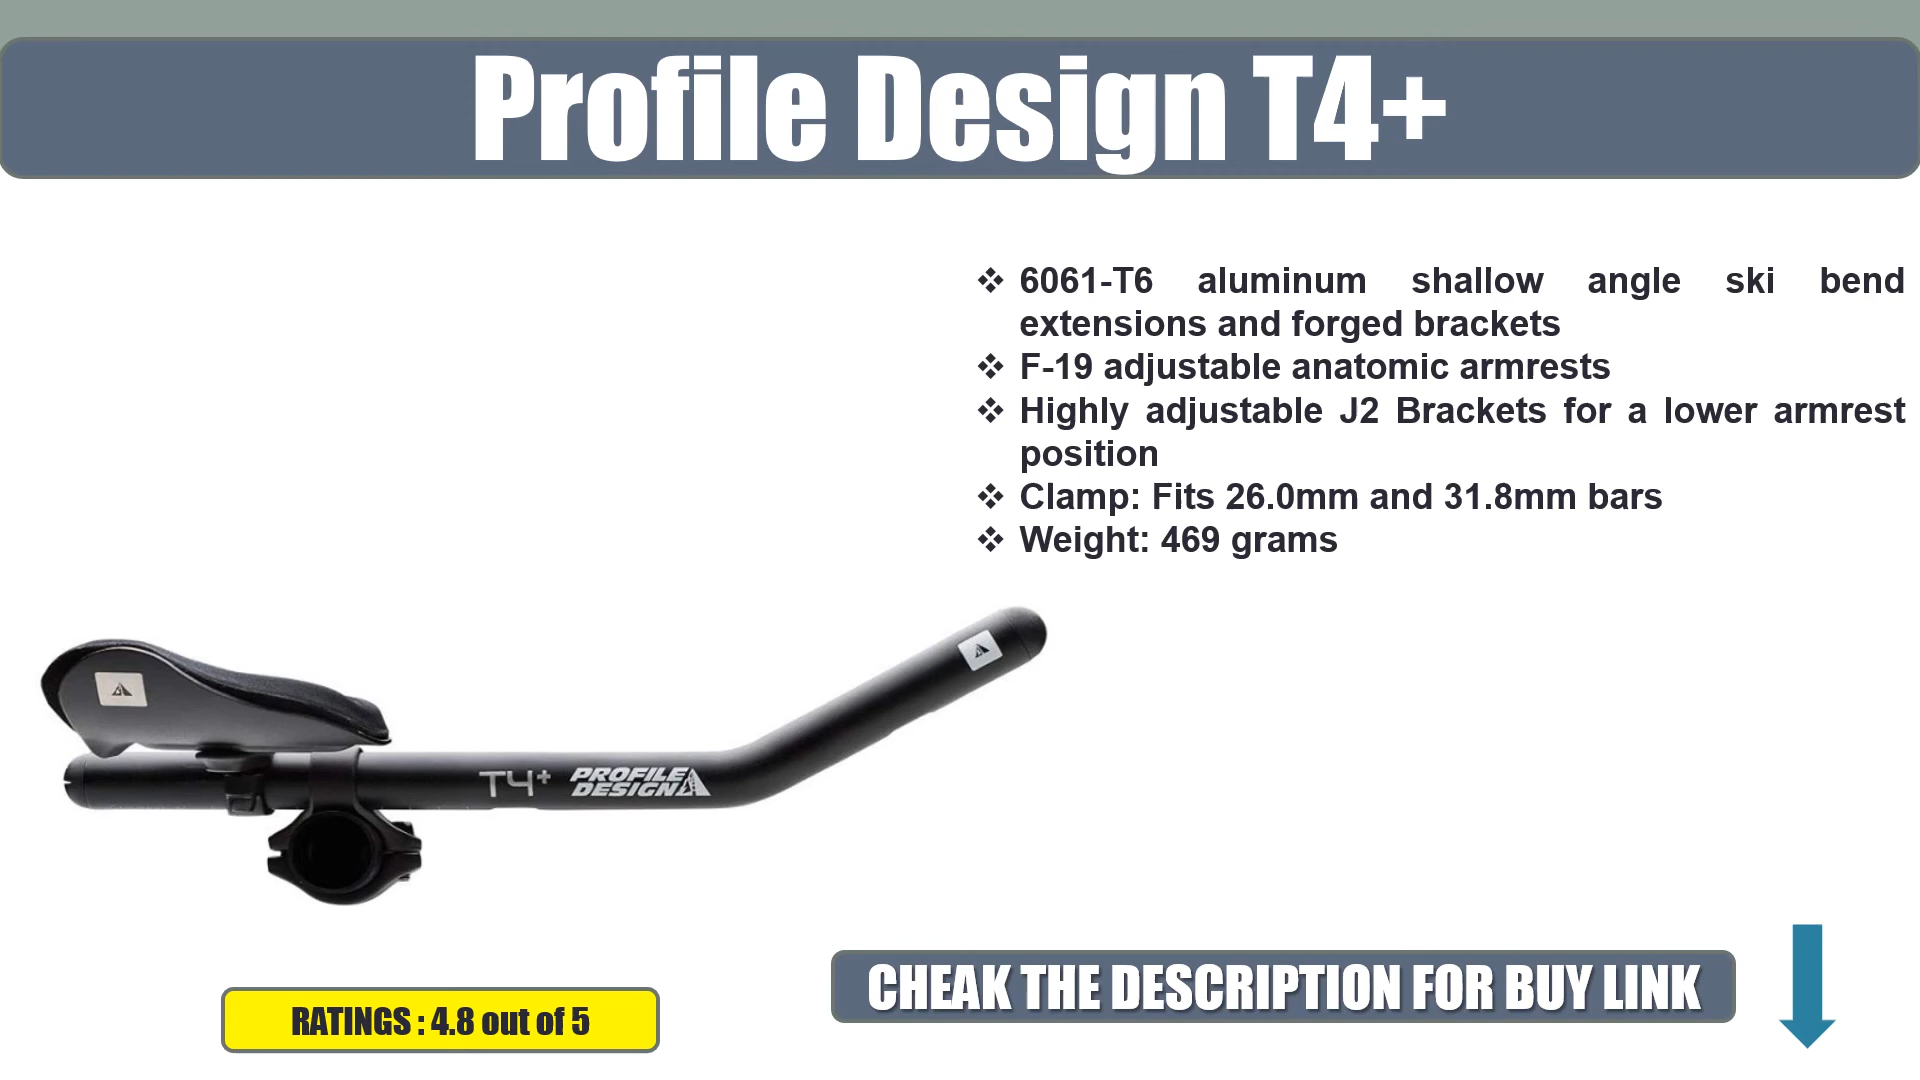 Profile Design T4+
❖ 6061-T6 aluminum shallow angle ski bend
extensions and forged brackets
❖ F-19 adjustable anatomic armrests
❖ Highly adjustable J2 Brackets for a lower armrest
position
❖ Clamp: Fits 26.0mm and 31.8mm bars
❖ Weight: 469 grams
T4+ PROFILE
DESIGN
CHEAK THE DESCRIPTION FOR BUY LINK
RATINGS : 4.8 out of 5